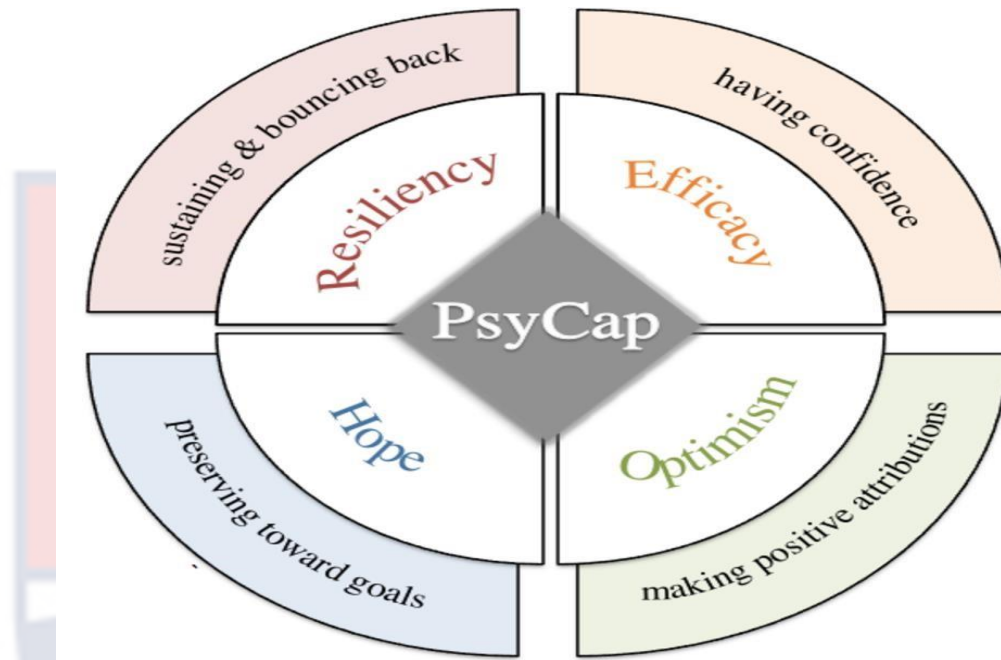 sustaining & bouncing back
having confidence
Resiliency
Efficacy
PsyCap
Hope
Optimism
preserving toward goals
making positive attributions